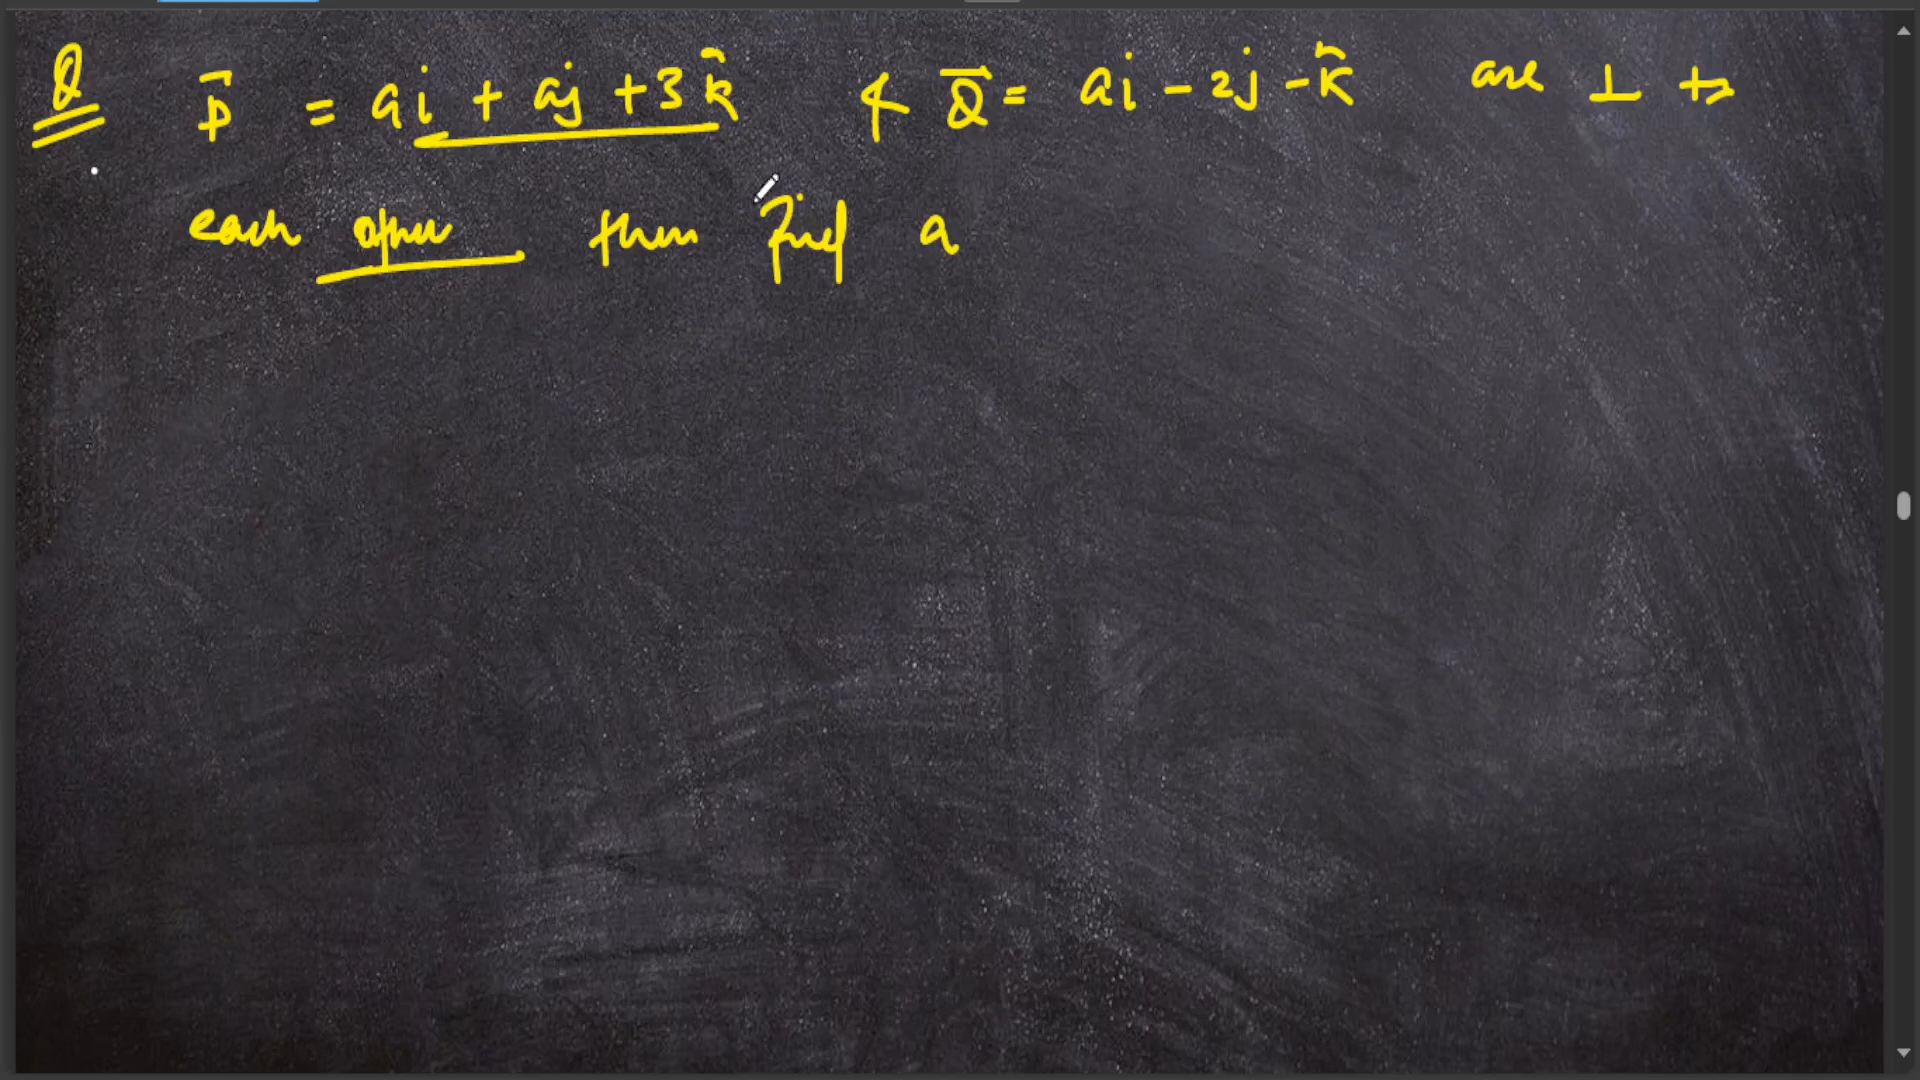 Q P⃗ = ai + aj + 3k̂ & Q⃗ = ai - 2j - k̂ are ⊥ to
each other then find a